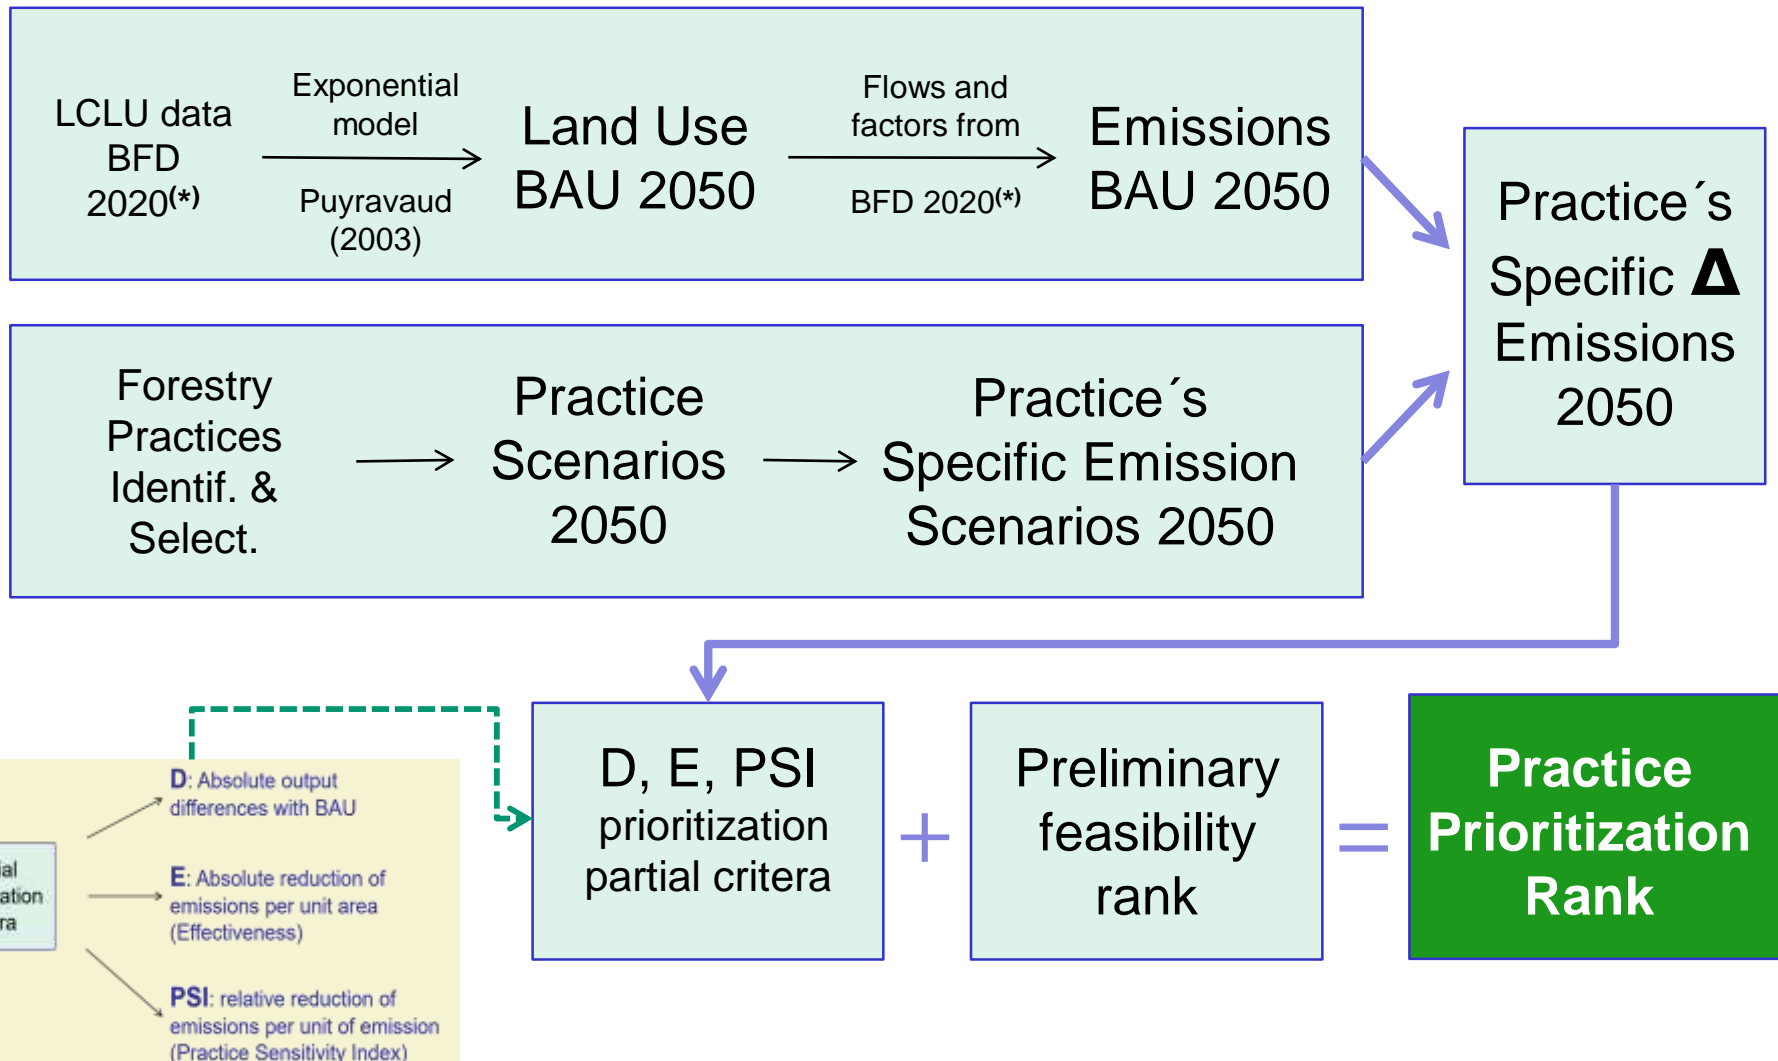 LCLU data
BFD
2020(*)
Exponential
model
Puyravaud
(2003)
Land Use
BAU 2050
Flows and
factors from
BFD 2020(*)
Emissions
BAU 2050
Practice´s
Specific Δ
Emissions
2050
Forestry
Practices
Identif. &
Select.
Practice
Scenarios
2050
Practice´s
Specific Emission
Scenarios 2050
D, E, PSI
prioritization
partial critera
+
Preliminary
feasibility
rank
=
Practice
Prioritization
Rank
D: Absolute output
differences with BAU
E: Absolute reduction of
emissions per unit area
(Effectiveness)
PSI: relative reduction of
emissions per unit of emission
(Practice Sensitivity Index)